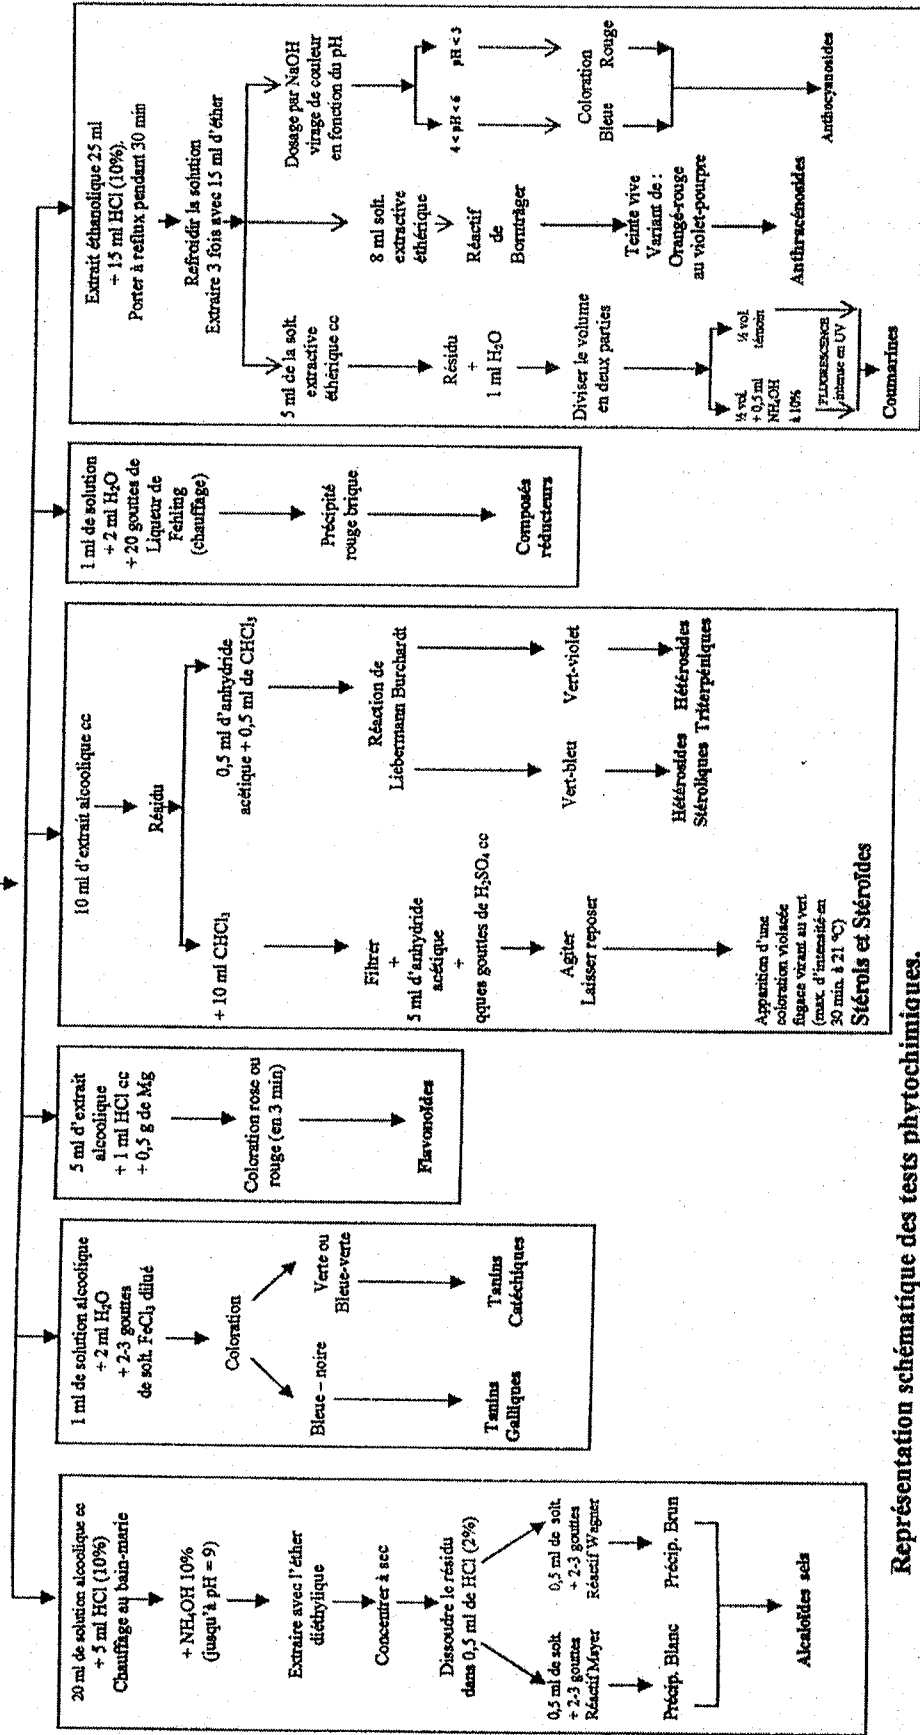 20 ml de solution alcoolique cc
+ 5 ml HCl (10%)
Chauffage au bain-marie
+ NH₄OH 10%
(jusqu'à pH = 9)
Extraire avec l'éther
diéthylique
Concentrer à sec
Dissoudre le résidu
dans 0,5 ml de HCl (2%)
0,5 ml de solt.
+ 2-3 gouttes
Réactif Mayer
Précip. Blanc
0,5 ml de solt.
+ 2-3 gouttes
Réactif Wagner
Précip. Brun
Alcaloïdes sels
1 ml de solution alcoolique
+ 2 ml H₂O
+ 2-3 gouttes
de solt. FeCl₃ dilué
Coloration
Bleue – noire
Tanins
Galliques
Verte ou
Bleue-verte
Tanins
Catéchiques
5 ml d'extrait
alcoolique
+ 1 ml HCl cc
+ 0,5 g de Mg
Coloration rose ou
rouge (en 3 min)
Flavonoïdes
10 ml d'extrait alcoolique cc
Résidu
+ 10 ml CHCl₃
Filtrer
+
5 ml d'anhydride
acétique
+
qques gouttes de H₂SO₄ cc
Agiter
Laisser reposer
Apparition d'une
coloration violacée
fugace virant au vert
(max. d'intensité en
30 min. à 21 °C)
Stérols et Stéroïdes
0,5 ml d'anhydride
acétique + 0,5 ml de CHCl₃
Réaction de
Liebermann Burchardt
Vert-bleu
Hétérosides
Stéroliques
Vert-violet
Hétérosides
Triterpéniques
1 ml de solution
+ 2 ml H₂O
+ 20 gouttes de
Liqueur de
Fehling
(chauffage)
Précipité
rouge brique
Composés
réducteurs
Extrait éthanolique 25 ml
+ 15 ml HCl (10%).
Porter à reflux pendant 30 min
Refroidir la solution
Extraire 3 fois avec 15 ml d'éther
5 ml de la solt.
extractive
éthérique cc
Résidu
+
1 ml H₂O
Diviser le volume
en deux parties
½ vol.
+ 0,5 ml
NH₄OH
à 10%
½ vol.
témoin
FLUORESCENCE
intense en UV
Coumarines
8 ml solt.
extractive
éthérique
Réactif
de
Bornträger
Teinte vive
Variant de :
Orangé-rouge
au violet-pourpre
Anthracénosides
Dosage par NaOH
virage de couleur
en fonction du pH
4 < pH < 6
pH < 3
Coloration
Bleue Rouge
Anthocyanosides
Représentation schématique des tests phytochimiques.